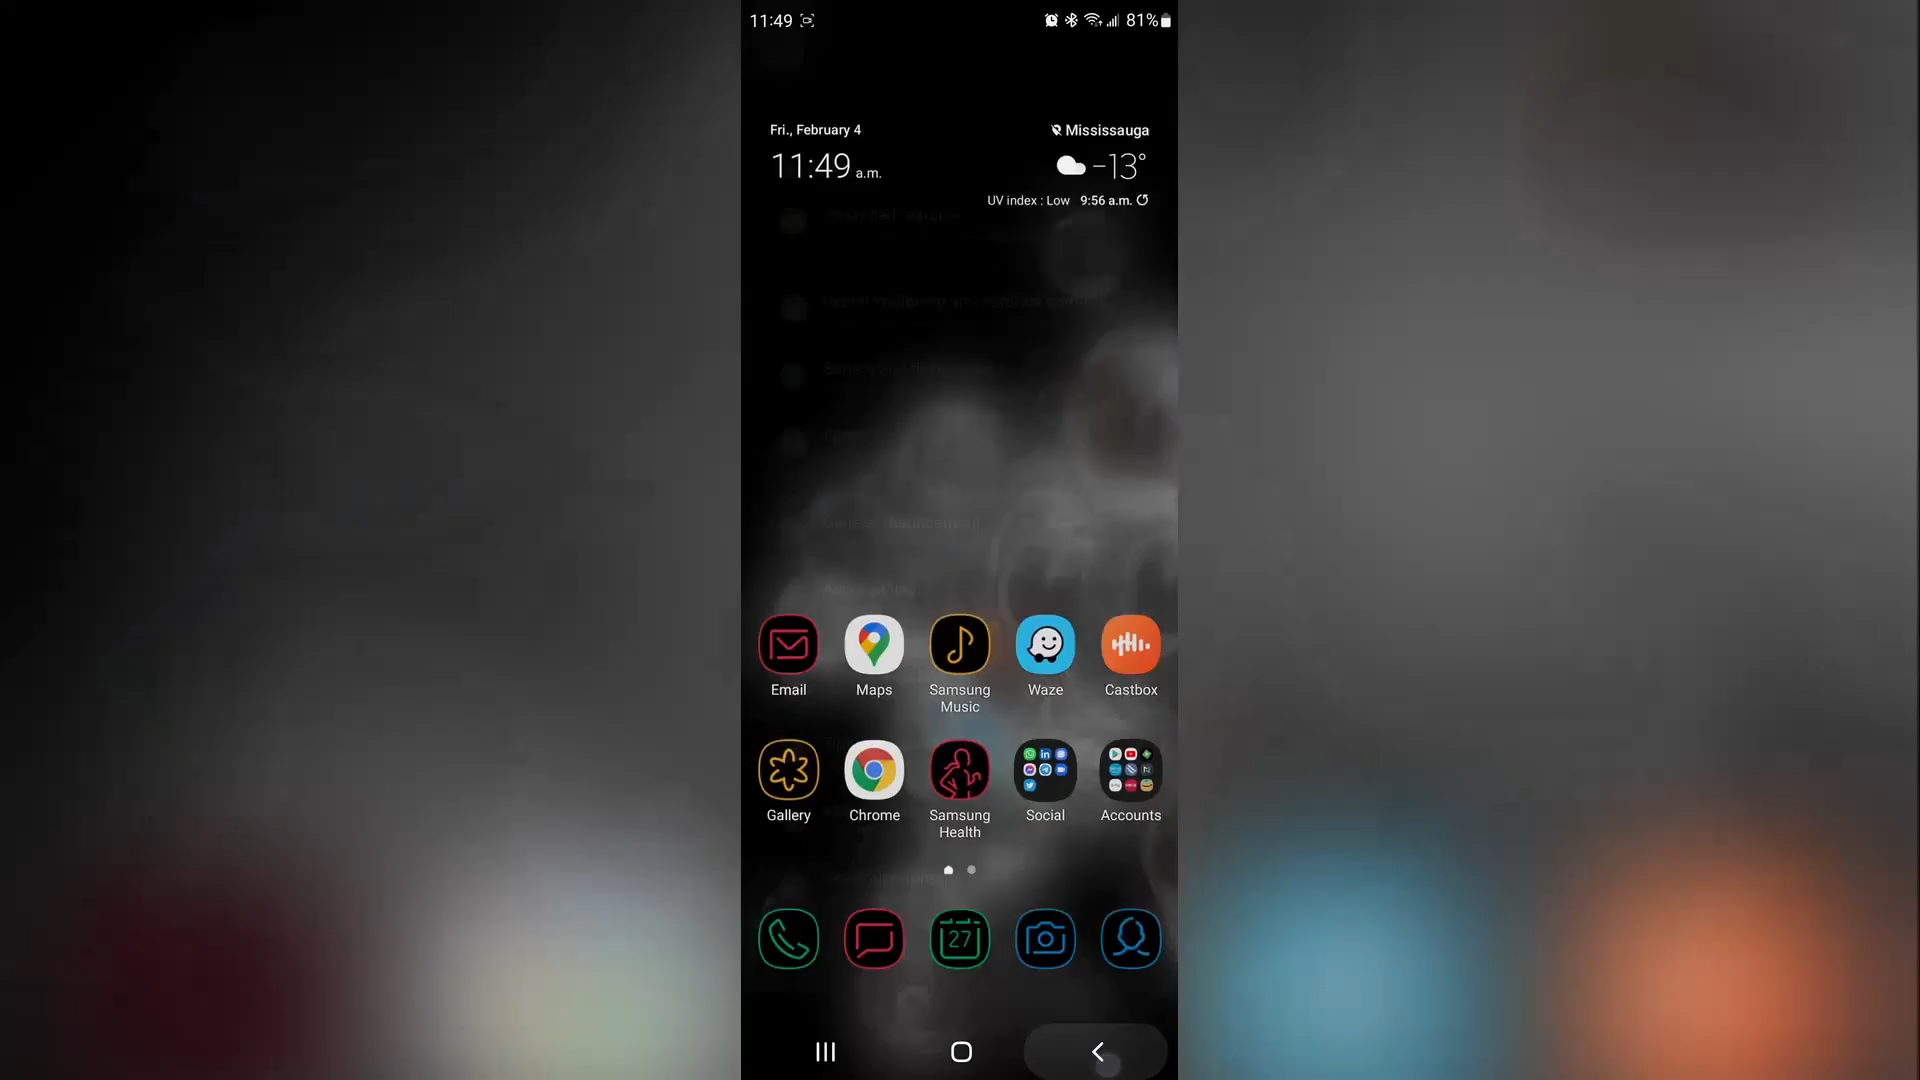 11:49
81%
Fri., February 4
Mississauga
11:49 a.m.
-13°
UV index : Low 9:56 a.m.
Email
Maps
Samsung Music
Waze
Castbox
Gallery
Chrome
Samsung Health
Social
Accounts
27